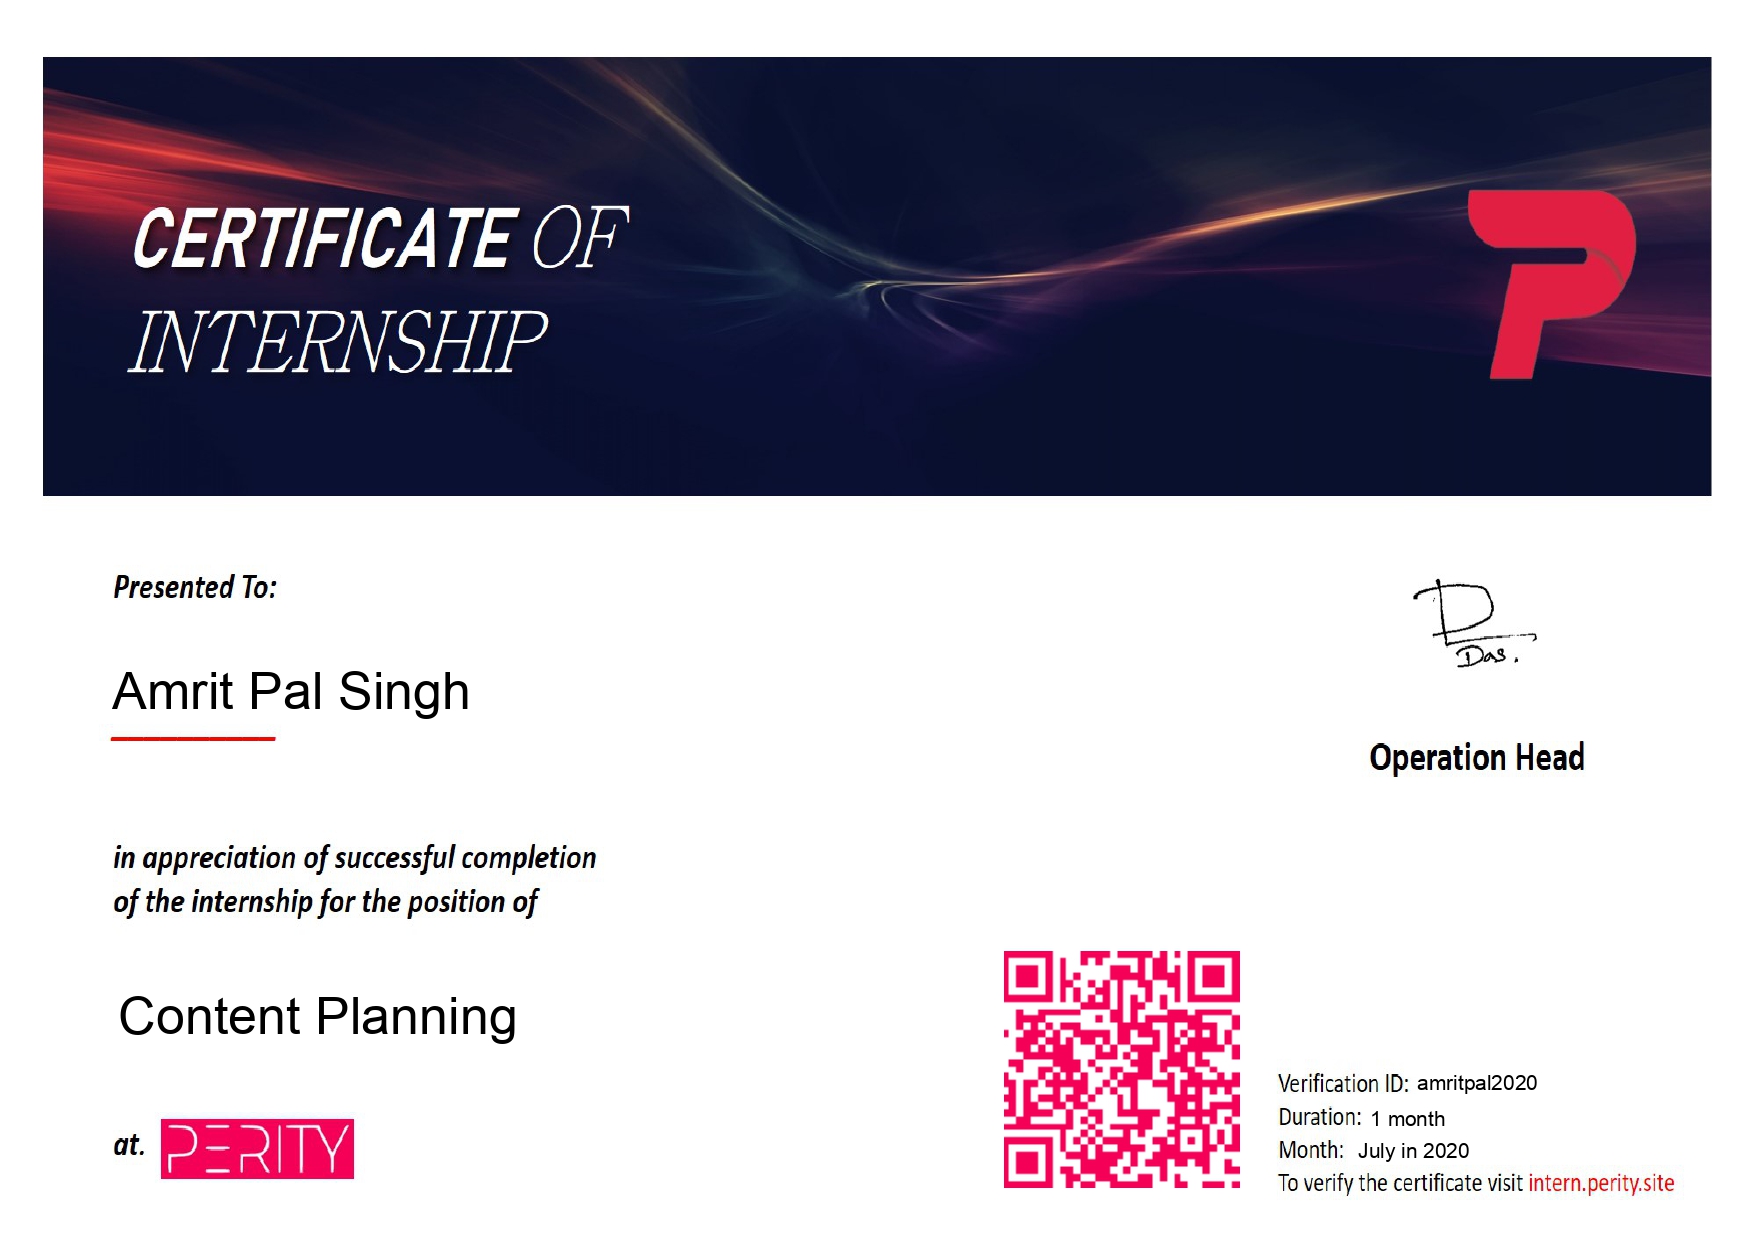 CERTIFICATE OF
INTERNSHIP
Presented To:
Amrit Pal Singh
Das.
Operation Head
in appreciation of successful completion
of the internship for the position of
Content Planning
at. PERITY
Verification ID: amritpal2020
Duration: 1 month
Month: July in 2020
To verify the certificate visit intern.perity.site